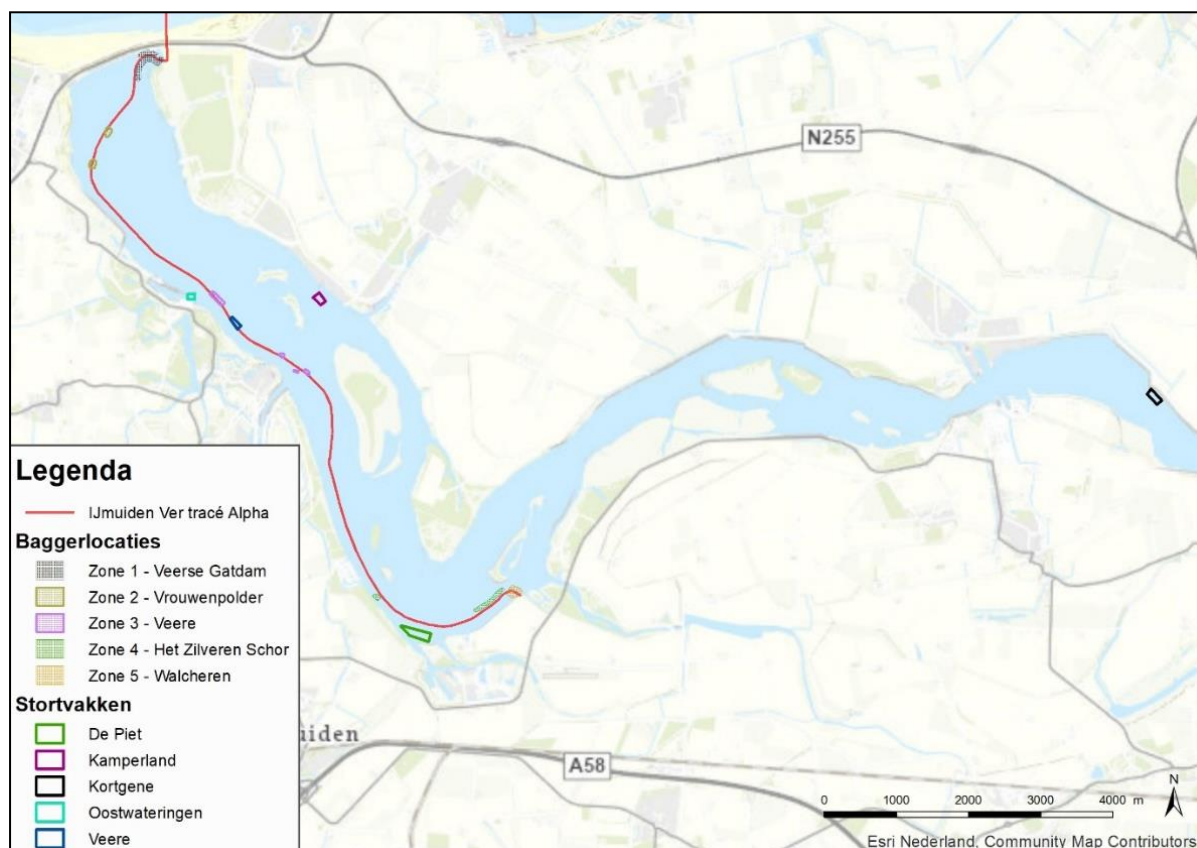 N255
Legenda
IJmuiden Ver tracé Alpha
Baggerlocaties
Zone 1 - Veerse Gatdam
Zone 2 - Vrouwenpolder
Zone 3 - Veere
Zone 4 - Het Zilveren Schor
Zone 5 - Walcheren
Stortvakken
De Piet
Kamperland
Kortgene
Oostwateringen
Veere
uiden
A58
N
0 1000 2000 3000 4000 m
Esri Nederland, Community Map Contributors